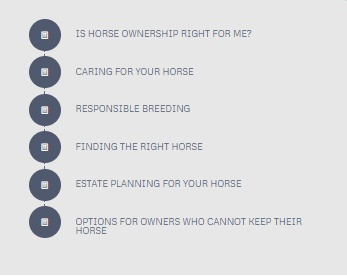 IS HORSE OWNERSHIP RIGHT FOR ME?
CARING FOR YOUR HORSE
RESPONSIBLE BREEDING
FINDING THE RIGHT HORSE
ESTATE PLANNING FOR YOUR HORSE
OPTIONS FOR OWNERS WHO CANNOT KEEP THEIR
HORSE